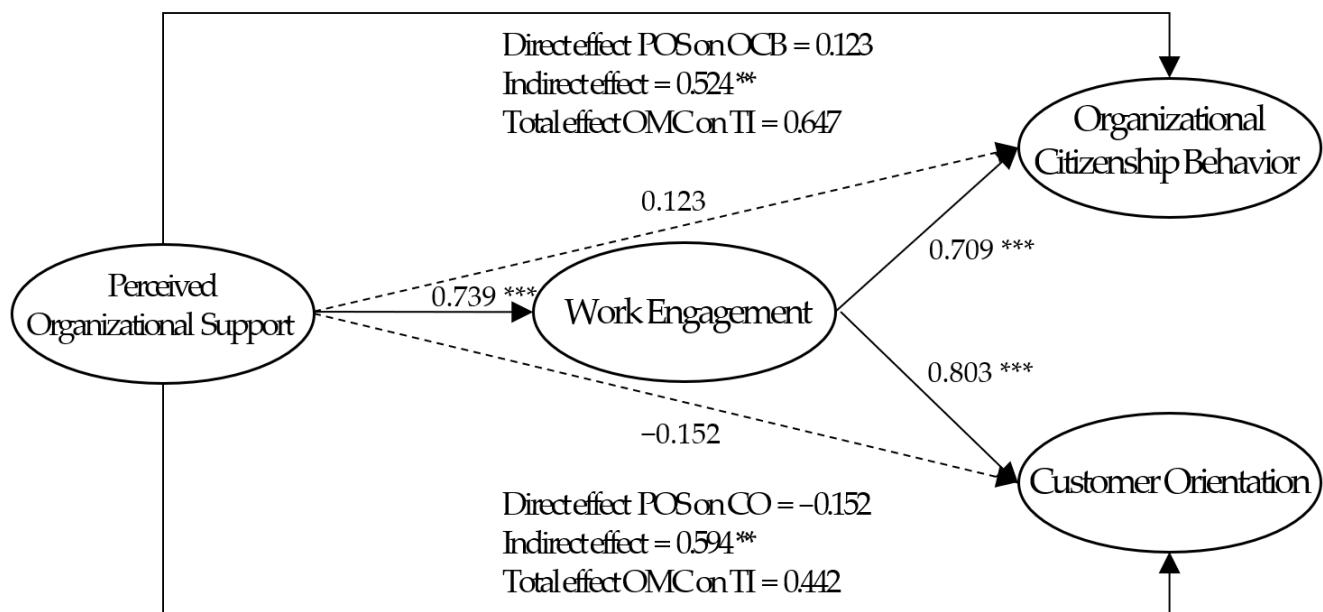 Direct effect POS on OCB = 0.123
Indirect effect = 0.524 **
Total effect OMC on TI = 0.647
Organizational
Citizenship Behavior
0.123
0.709 ***
Perceived
Organizational Support
0.739 ***
Work Engagement
0.803 ***
−0.152
Customer Orientation
Direct effect POS on CO = −0.152
Indirect effect = 0.594 **
Total effect OMC on TI = 0.442